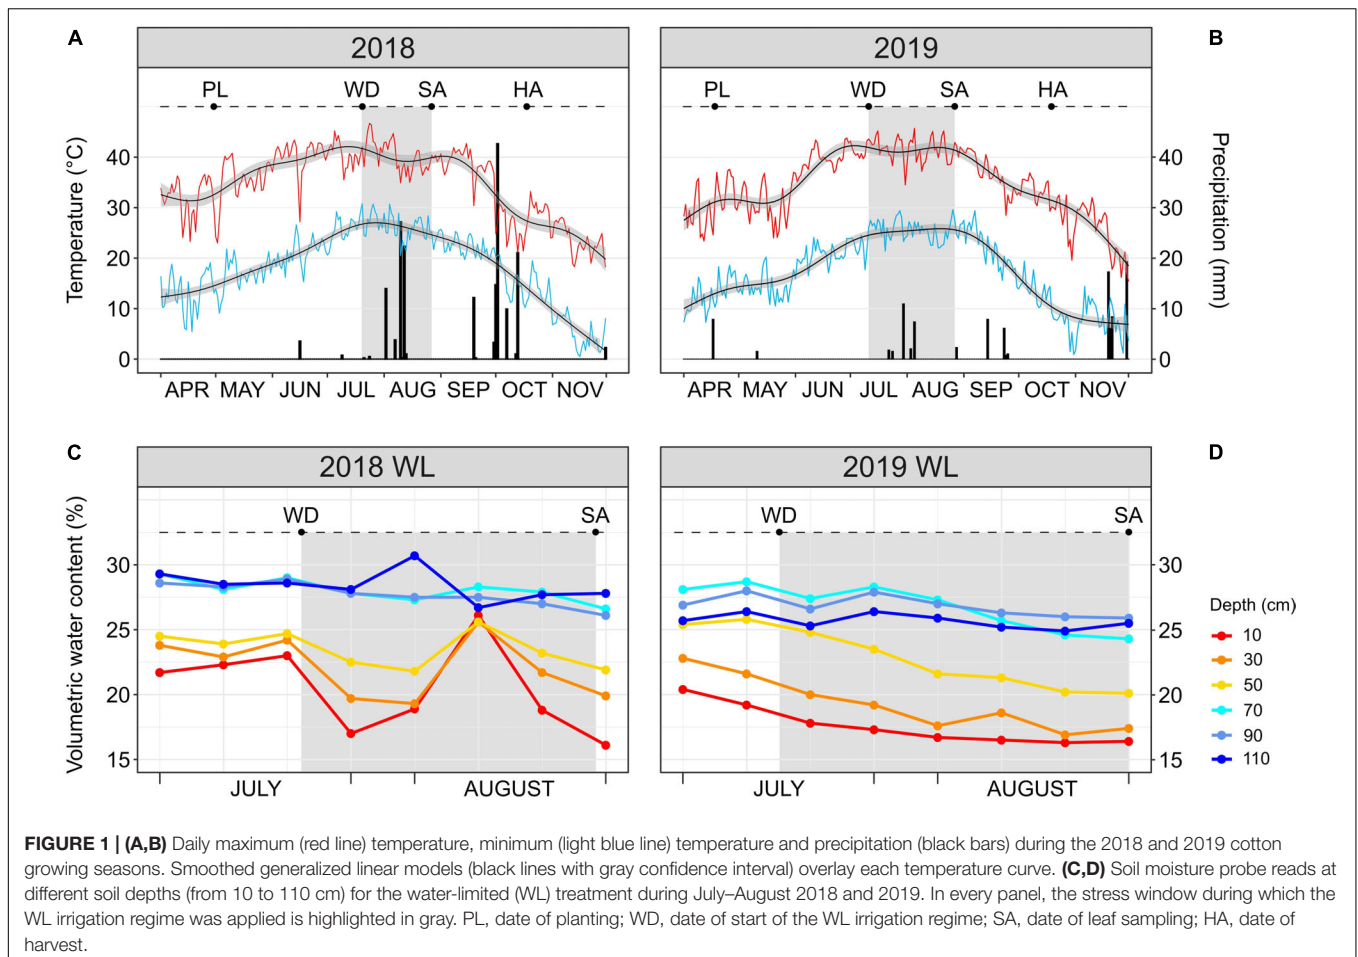 A
2018
2019
B
PL WD SA HA
PL WD SA HA
Temperature (°C)
40
30
20
10
0
APR MAY JUN JUL AUG SEP OCT NOV
APR MAY JUN JUL AUG SEP OCT NOV
40
30
20
10
0
Precipitation (mm)
C
2018 WL
2019 WL
D
WD SA
WD SA
Volumetric water content (%)
30
25
20
15
JULY AUGUST
JULY AUGUST
30
25
20
15
Depth (cm)
10
30
50
70
90
110
FIGURE 1 | (A,B) Daily maximum (red line) temperature, minimum (light blue line) temperature and precipitation (black bars) during the 2018 and 2019 cotton
growing seasons. Smoothed generalized linear models (black lines with gray confidence interval) overlay each temperature curve. (C,D) Soil moisture probe reads at
different soil depths (from 10 to 110 cm) for the water-limited (WL) treatment during July–August 2018 and 2019. In every panel, the stress window during which the
WL irrigation regime was applied is highlighted in gray. PL, date of planting; WD, date of start of the WL irrigation regime; SA, date of leaf sampling; HA, date of
harvest.